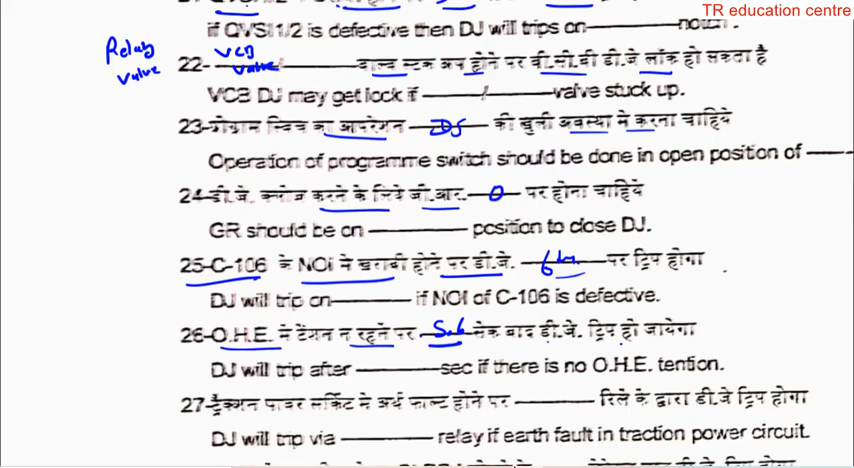 TR education centre
if QVSI1/2 is defective then DJ will trips on notch.
Relay valve
VCB valve
22- वाल्व स्टक अप होने पर वी.सी.बी डी.जे लॉक हो सकता है
VCB DJ may get lock if / valve stuck up.
23-प्रोग्राम स्विच का आपरेशन DJ की खुली अवस्था मे करना चाहिये
Operation of programme switch should be done in open position of
24-डी.जे. क्लोज करने के लिये जी.आर. 0 पर होना चाहिये
GR should be on position to close DJ.
25-C-106 के NOI मे खराबी होने पर डी.जे. पर ट्रिप होगा
DJ will trip on if NOI of C-106 is defective.
26-O.H.E. मे टेंशन न रहने पर 5.6 सेक बाद डी.जे. ट्रिप हो जायेगा
DJ will trip after sec if there is no O.H.E. tention.
27-ट्रैक्शन पावर सर्किट मे अर्थ फाल्ट होने पर रिले के द्वारा डी.जे ट्रिप होगा
DJ will trip via relay if earth fault in traction power circuit.